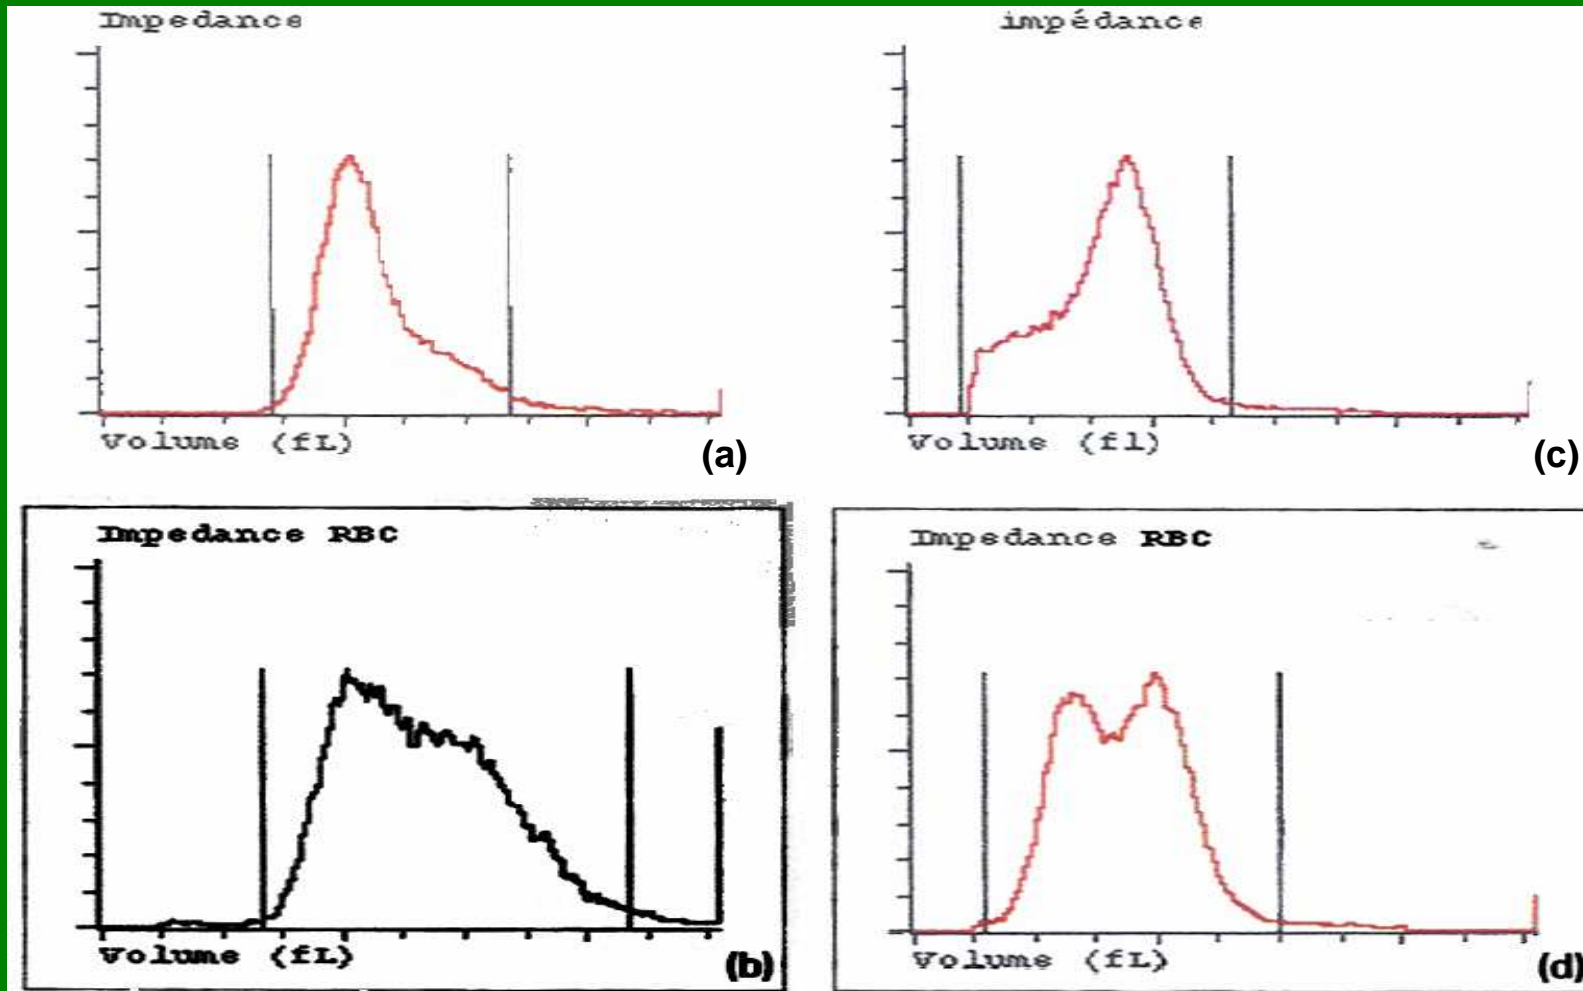 Impedance
Volume (fL)
(a)
impédance
Volume (fl)
(c)
Impedance RBC
Volume (fL)
(b)
Impedance RBC
Volume (fL)
(d)